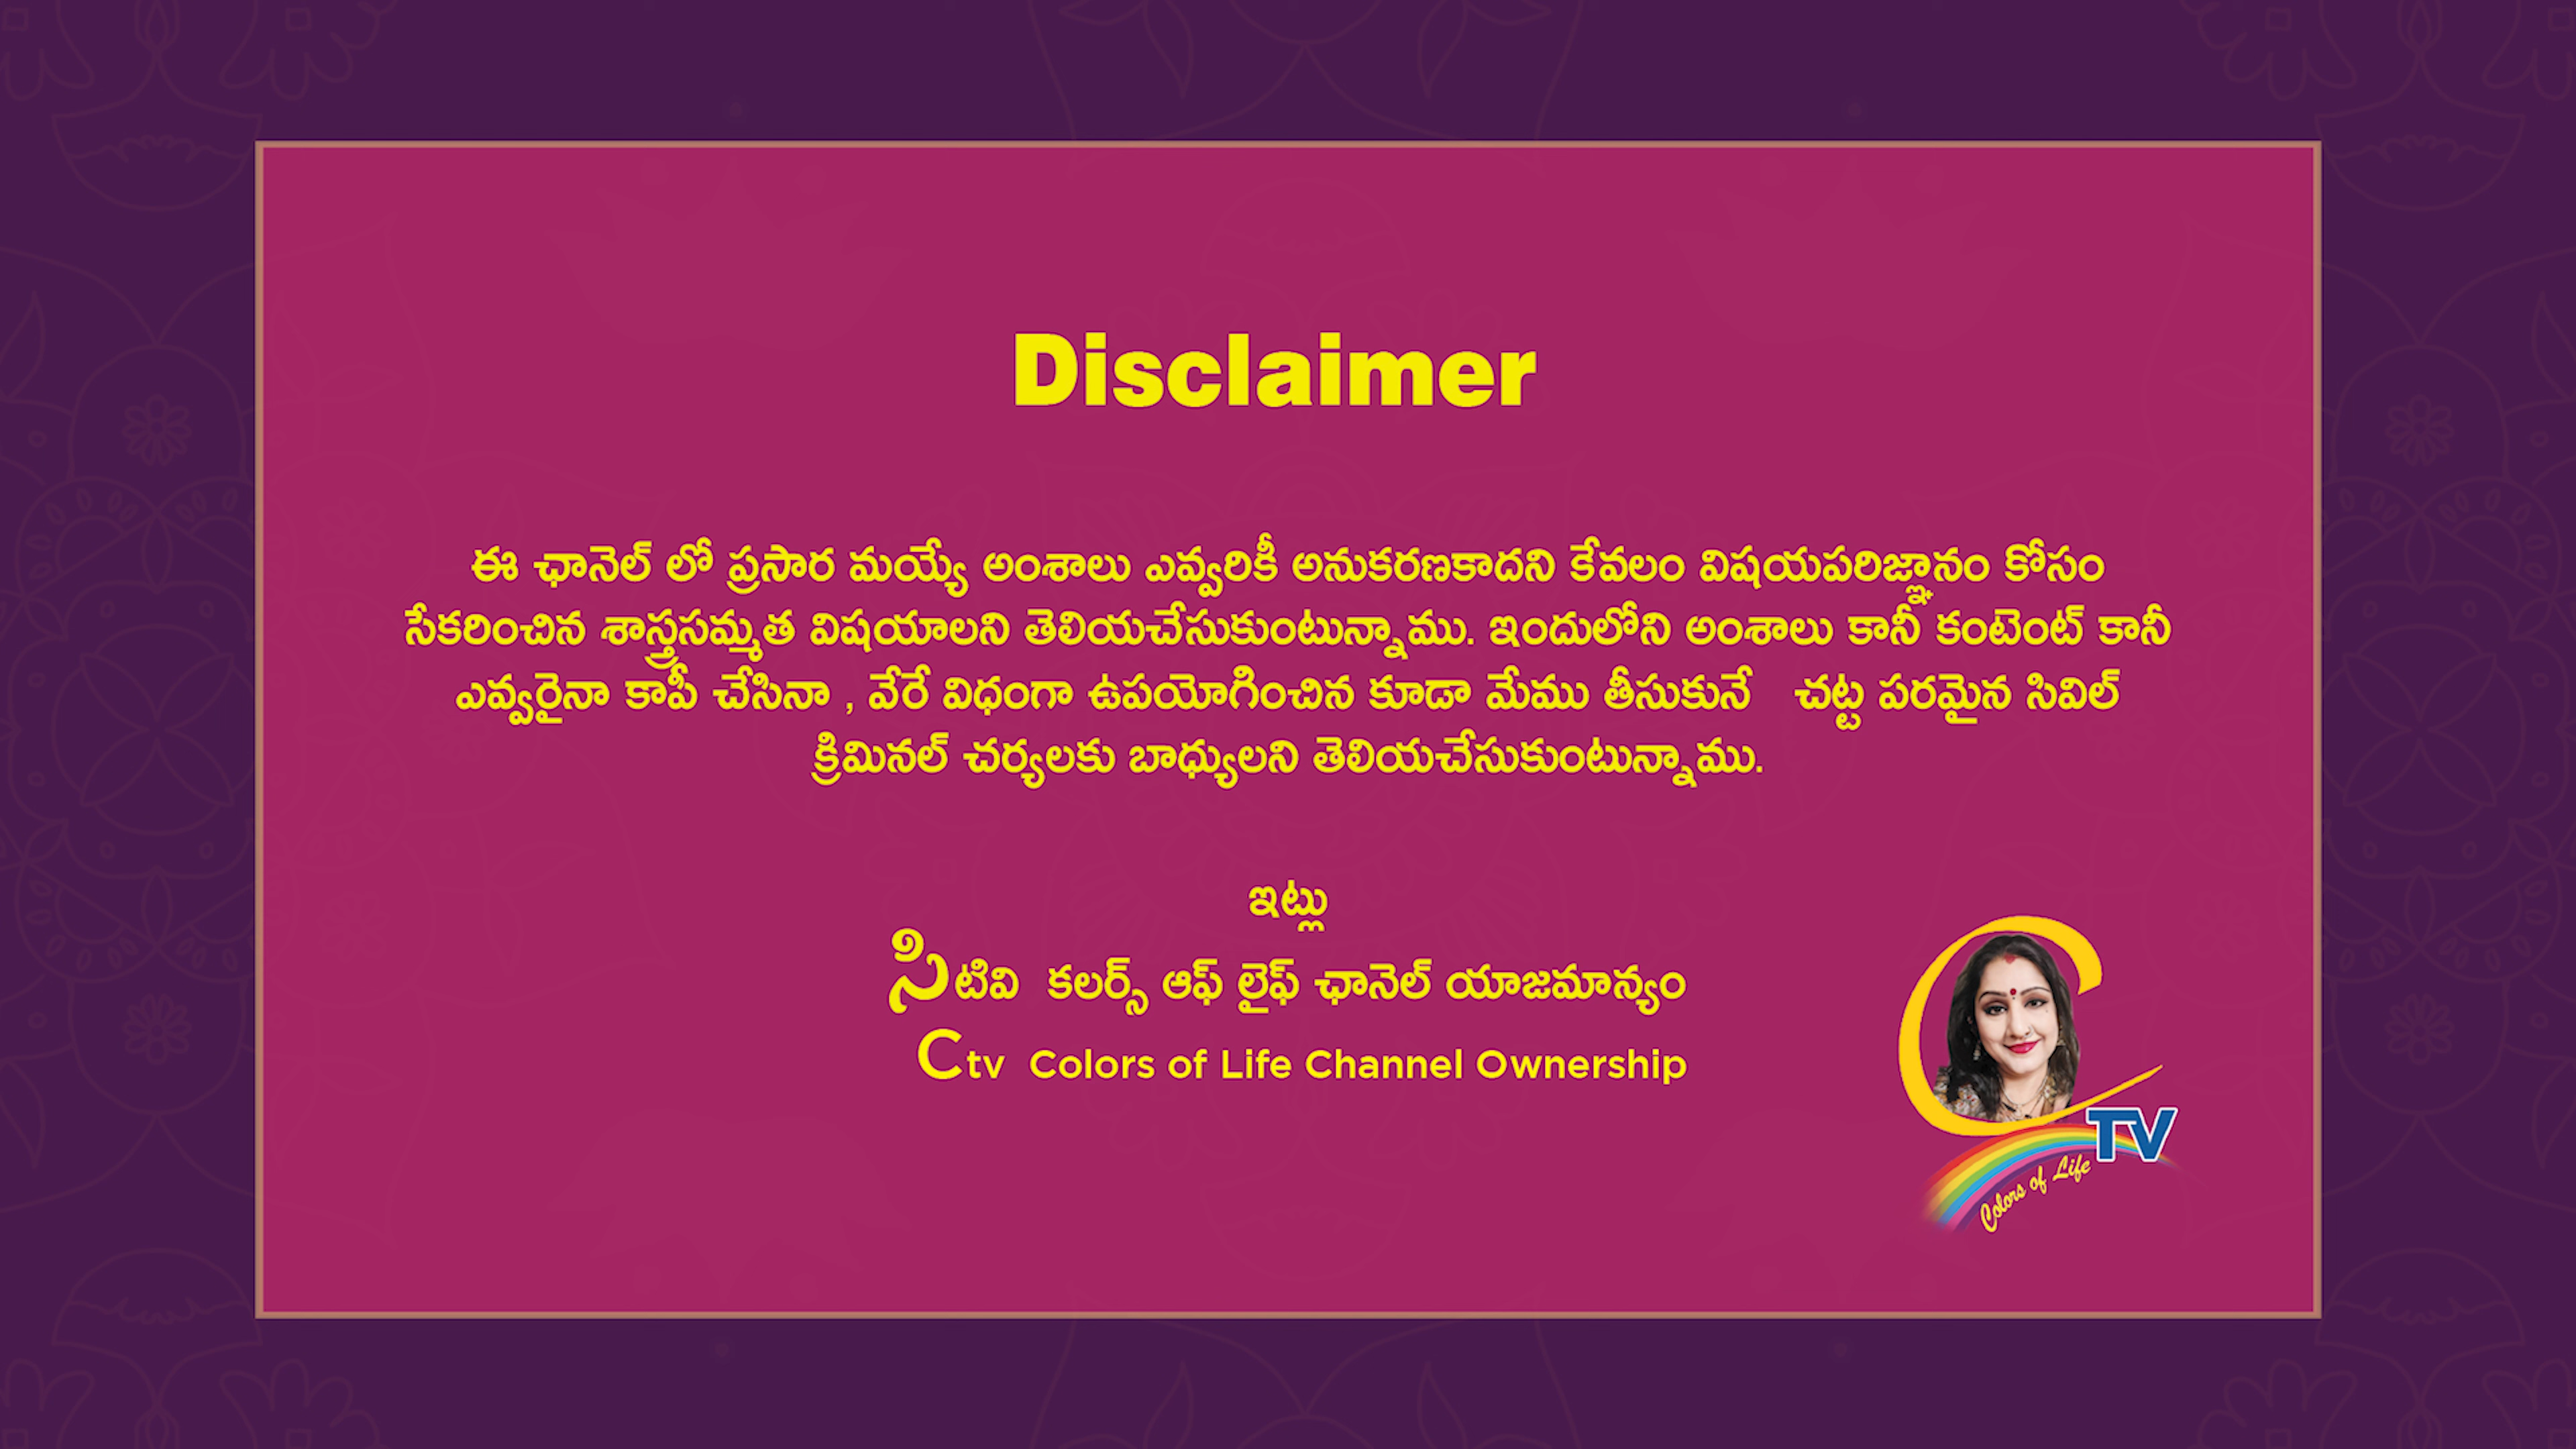 Disclaimer
ఈ ఛానెల్ లో ప్రసార మయ్యే అంశాలు ఎవ్వరికీ అనుకరణకాదని కేవలం విషయపరిజ్ఞానం కోసం
సేకరించిన శాస్త్రసమ్మత విషయాలని తెలియచేసుకుంటున్నాము. ఇందులోని అంశాలు కానీ కంటెంట్ కానీ
ఎవ్వరైనా కాపీ చేసినా , వేరే విధంగా ఉపయోగించిన కూడా మేము తీసుకునే చట్ట పరమైన సివిల్
క్రిమినల్ చర్యలకు బాధ్యులని తెలియచేసుకుంటున్నాము.
ఇట్లు
సిటివి కలర్స్ ఆఫ్ లైఫ్ ఛానెల్ యాజమాన్యం
Ctv Colors of Life Channel Ownership
C TV
Colors of Life